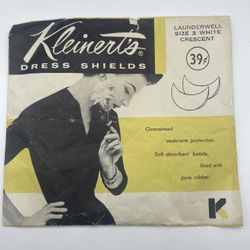 Kleinert's®
DRESS SHIELDS
LAUNDERWELL
SIZE 3 WHITE
CRESCENT
39¢
Guaranteed
underarm protection.
Soft absorbent batiste,
lined with
pure rubber.
K